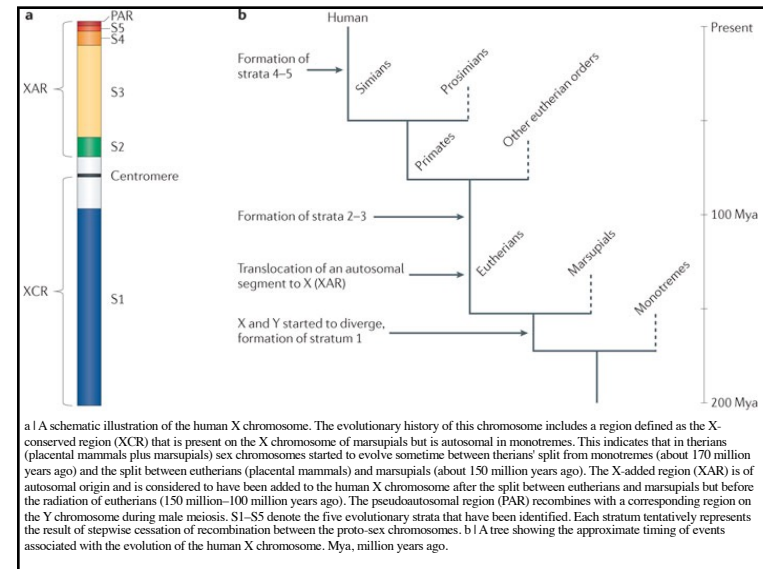 a
PAR
S5
S4
XAR
S3
S2
Centromere
XCR
S1
b
Human
Present
Formation of
strata 4–5
Simians
Prosimians
Primates
Other eutherian orders
Formation of strata 2–3
100 Mya
Eutherians
Marsupials
Translocation of an autosomal
segment to X (XAR)
Monotremes
X and Y started to diverge,
formation of stratum 1
200 Mya
a | A schematic illustration of the human X chromosome. The evolutionary history of this chromosome includes a region defined as the X-
conserved region (XCR) that is present on the X chromosome of marsupials but is autosomal in monotremes. This indicates that in therians
(placental mammals plus marsupials) sex chromosomes started to evolve sometime between therians' split from monotremes (about 170 million
years ago) and the split between eutherians (placental mammals) and marsupials (about 150 million years ago). The X-added region (XAR) is of
autosomal origin and is considered to have been added to the human X chromosome after the split between eutherians and marsupials but before
the radiation of eutherians (150 million–100 million years ago). The pseudoautosomal region (PAR) recombines with a corresponding region on
the Y chromosome during male meiosis. S1–S5 denote the five evolutionary strata that have been identified. Each stratum tentatively represents
the result of stepwise cessation of recombination between the proto-sex chromosomes. b | A tree showing the approximate timing of events
associated with the evolution of the human X chromosome. Mya, million years ago.